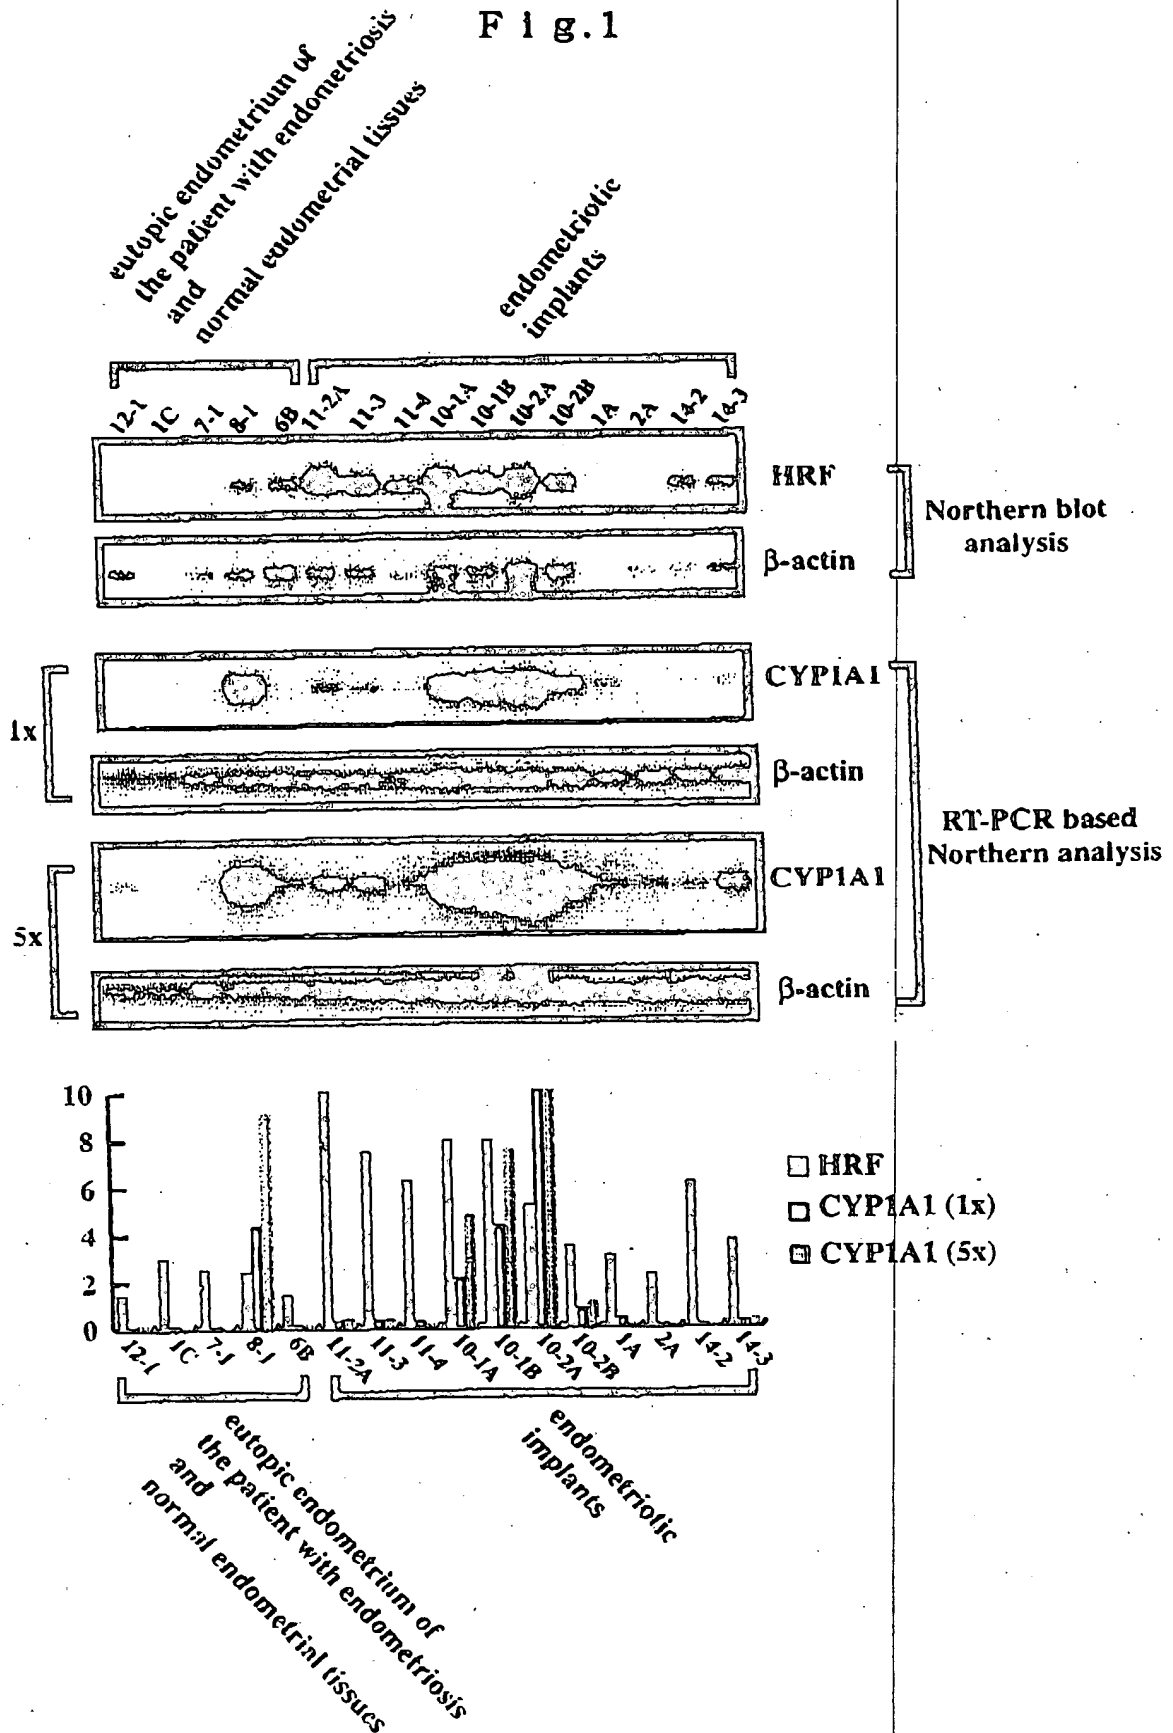 Fig.1
eutopic endometrium of
the patient with endometriosis
and
normal endometrial tissues
endometriotic
implants
12-1 1C 7-1 8-1 6B 11-2A 11-3 11-4 10-1A 10-1B 10-2A 10-2B 1A 2A 14-2 14-3
HRF
β-actin
Northern blot
analysis
1x
CYP1A1
β-actin
5x
CYP1A1
β-actin
RT-PCR based
Northern analysis
10
8
6
4
2
0
HRF
CYP1A1 (1x)
CYP1A1 (5x)
12-1 1C 7-1 8-1 6B 11-2A 11-3 11-4 10-1A 10-1B 10-2A 10-2B 1A 2A 14-2 14-3
eutopic endometrium of
the patient with endometriosis
and
normal endometrial tissues
endometriotic
implants